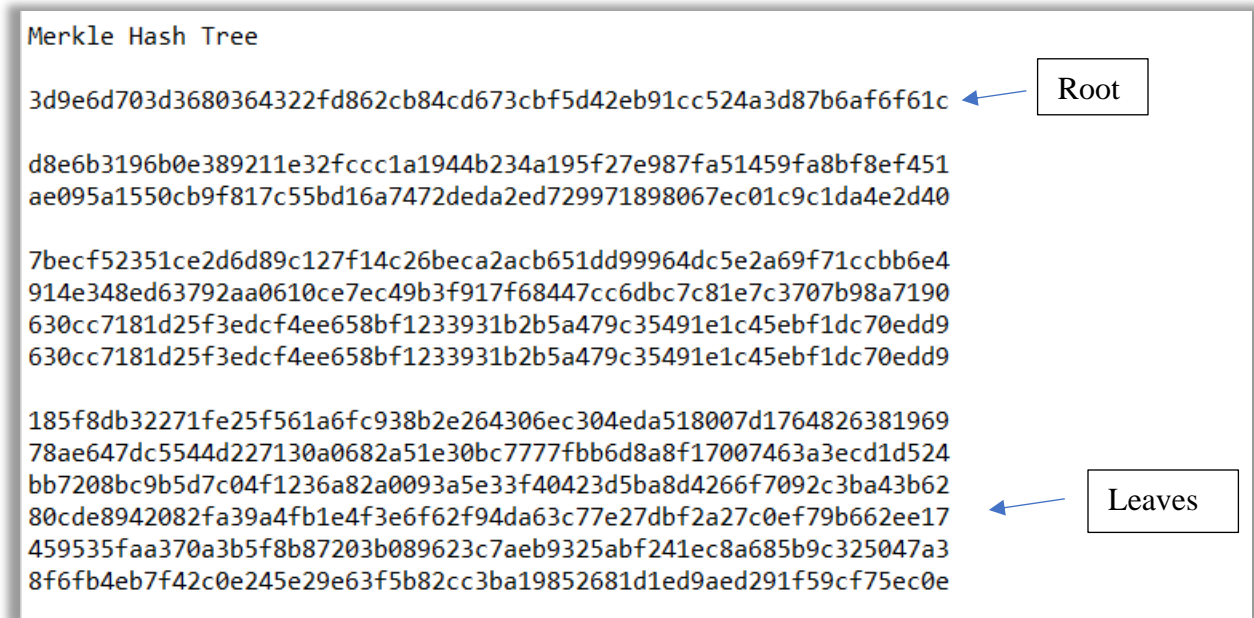 Merkle Hash Tree
3d9e6d703d3680364322fd862cb84cd673cbf5d42eb91cc524a3d87b6af6f61c
Root
d8e6b3196b0e389211e32fccc1a1944b234a195f27e987fa51459fa8bf8ef451
ae095a1550cb9f817c55bd16a7472deda2ed729971898067ec01c9c1da4e2d40
7becf52351ce2d6d89c127f14c26beca2acb651dd99964dc5e2a69f71ccbb6e4
914e348ed63792aa0610ce7ec49b3f917f68447cc6dbc7c81e7c3707b98a7190
630cc7181d25f3edcf4ee658bf1233931b2b5a479c35491e1c45ebf1dc70edd9
630cc7181d25f3edcf4ee658bf1233931b2b5a479c35491e1c45ebf1dc70edd9
185f8db32271fe25f561a6fc938b2e264306ec304eda518007d1764826381969
78ae647dc5544d227130a0682a51e30bc7777fbb6d8a8f17007463a3ecd1d524
bb7208bc9b5d7c04f1236a82a0093a5e33f40423d5ba8d4266f7092c3ba43b62
80cde8942082fa39a4fb1e4f3e6f62f94da63c77e27dbf2a27c0ef79b662ee17
Leaves
459535faa370a3b5f8b87203b089623c7aeb9325abf241ec8a685b9c325047a3
8f6fb4eb7f42c0e245e29e63f5b82cc3ba19852681d1ed9aed291f59cf75ec0e